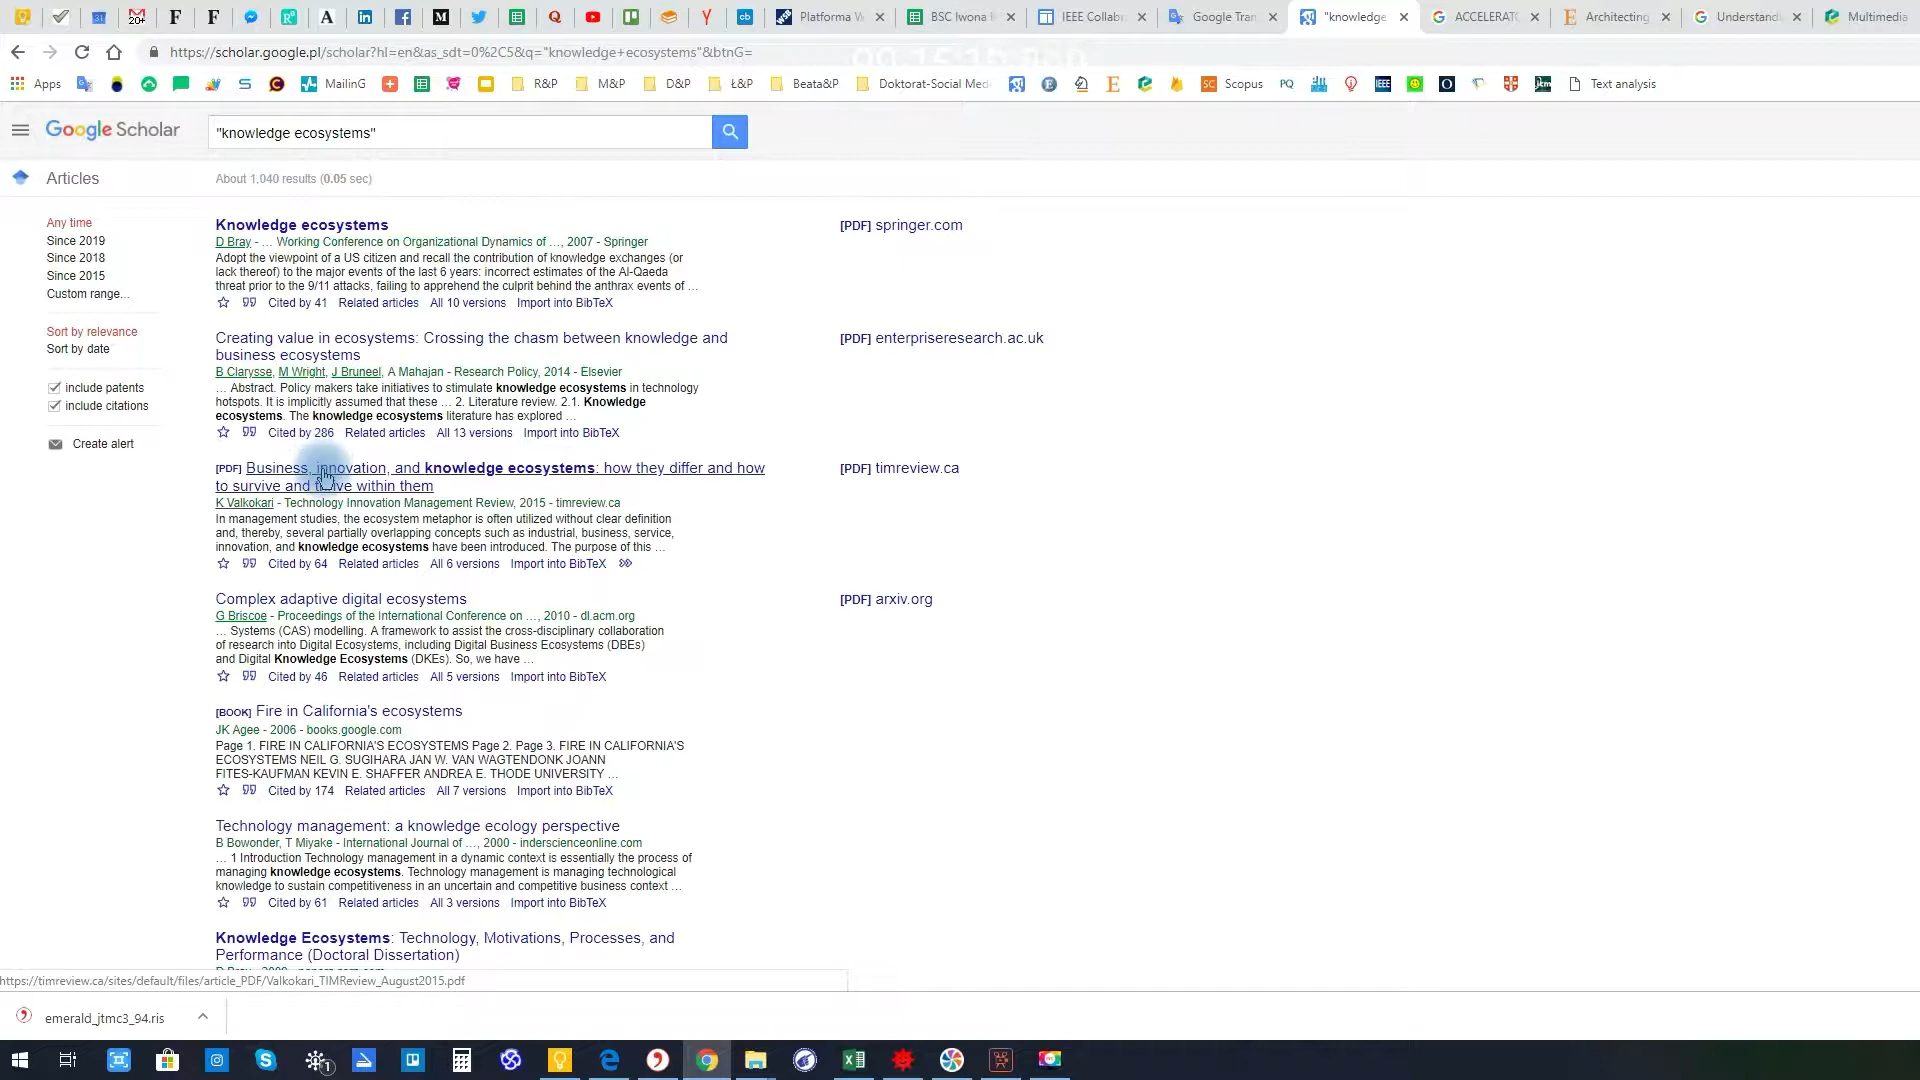 20+
Platforma W
BSC Iwona
IEEE Collab
Google Tran
"knowledge
ACCELERAT
Architecting
Understandi
Multimedia
https://scholar.google.pl/scholar?hl=en&as_sdt=0%2C5&q="knowledge+ecosystems"&btnG=
Apps
MailinG
R&P
M&P
D&P
Ł&P
Beata&P
Doktorat-Social Med
Scopus
Text analysis
Google Scholar
"knowledge ecosystems"
Articles
About 1,040 results (0.05 sec)
Any time
Since 2019
Since 2018
Since 2015
Custom range...
Sort by relevance
Sort by date
include patents
include citations
Create alert
Knowledge ecosystems
[PDF] springer.com
D Bray - … Working Conference on Organizational Dynamics of …, 2007 - Springer
Adopt the viewpoint of a US citizen and recall the contribution of knowledge exchanges (or
lack thereof) to the major events of the last 6 years: incorrect estimates of the Al-Qaeda
threat prior to the 9/11 attacks, failing to apprehend the culprit behind the anthrax events of …
Cited by 41 Related articles All 10 versions Import into BibTeX
Creating value in ecosystems: Crossing the chasm between knowledge and
business ecosystems
[PDF] enterpriseresearch.ac.uk
B Clarysse, M Wright, J Bruneel, A Mahajan - Research Policy, 2014 - Elsevier
… Abstract. Policy makers take initiatives to stimulate knowledge ecosystems in technology
hotspots. It is implicitly assumed that these … 2. Literature review. 2.1. Knowledge
ecosystems. The knowledge ecosystems literature has explored …
Cited by 286 Related articles All 13 versions Import into BibTeX
[PDF] Business, innovation, and knowledge ecosystems: how they differ and how
to survive and thrive within them
[PDF] timreview.ca
K Valkokari - Technology Innovation Management Review, 2015 - timreview.ca
In management studies, the ecosystem metaphor is often utilized without clear definition
and, thereby, several partially overlapping concepts such as industrial, business, service,
innovation, and knowledge ecosystems have been introduced. The purpose of this …
Cited by 64 Related articles All 6 versions Import into BibTeX
Complex adaptive digital ecosystems
[PDF] arxiv.org
G Briscoe - Proceedings of the International Conference on …, 2010 - dl.acm.org
… Systems (CAS) modelling. A framework to assist the cross-disciplinary collaboration
of research into Digital Ecosystems, including Digital Business Ecosystems (DBEs)
and Digital Knowledge Ecosystems (DKEs). So, we have …
Cited by 46 Related articles All 5 versions Import into BibTeX
[BOOK] Fire in California's ecosystems
JK Agee - 2006 - books.google.com
Page 1. FIRE IN CALIFORNIA'S ECOSYSTEMS Page 2. Page 3. FIRE IN CALIFORNIA'S
ECOSYSTEMS NEIL G. SUGIHARA JAN W. VAN WAGTENDONK JOANN
FITES-KAUFMAN KEVIN E. SHAFFER ANDREA E. THODE UNIVERSITY …
Cited by 174 Related articles All 7 versions Import into BibTeX
Technology management: a knowledge ecology perspective
B Bowonder, T Miyake - International Journal of …, 2000 - inderscienceonline.com
… 1 Introduction Technology management in a dynamic context is essentially the process of
managing knowledge ecosystems. Technology management is managing technological
knowledge to sustain competitiveness in an uncertain and competitive business context …
Cited by 61 Related articles All 3 versions Import into BibTeX
Knowledge Ecosystems: Technology, Motivations, Processes, and
Performance (Doctoral Dissertation)
https://timreview.ca/sites/default/files/article_PDF/Valkokari_TIMReview_August2015.pdf
emerald_jtmc3_94.ris